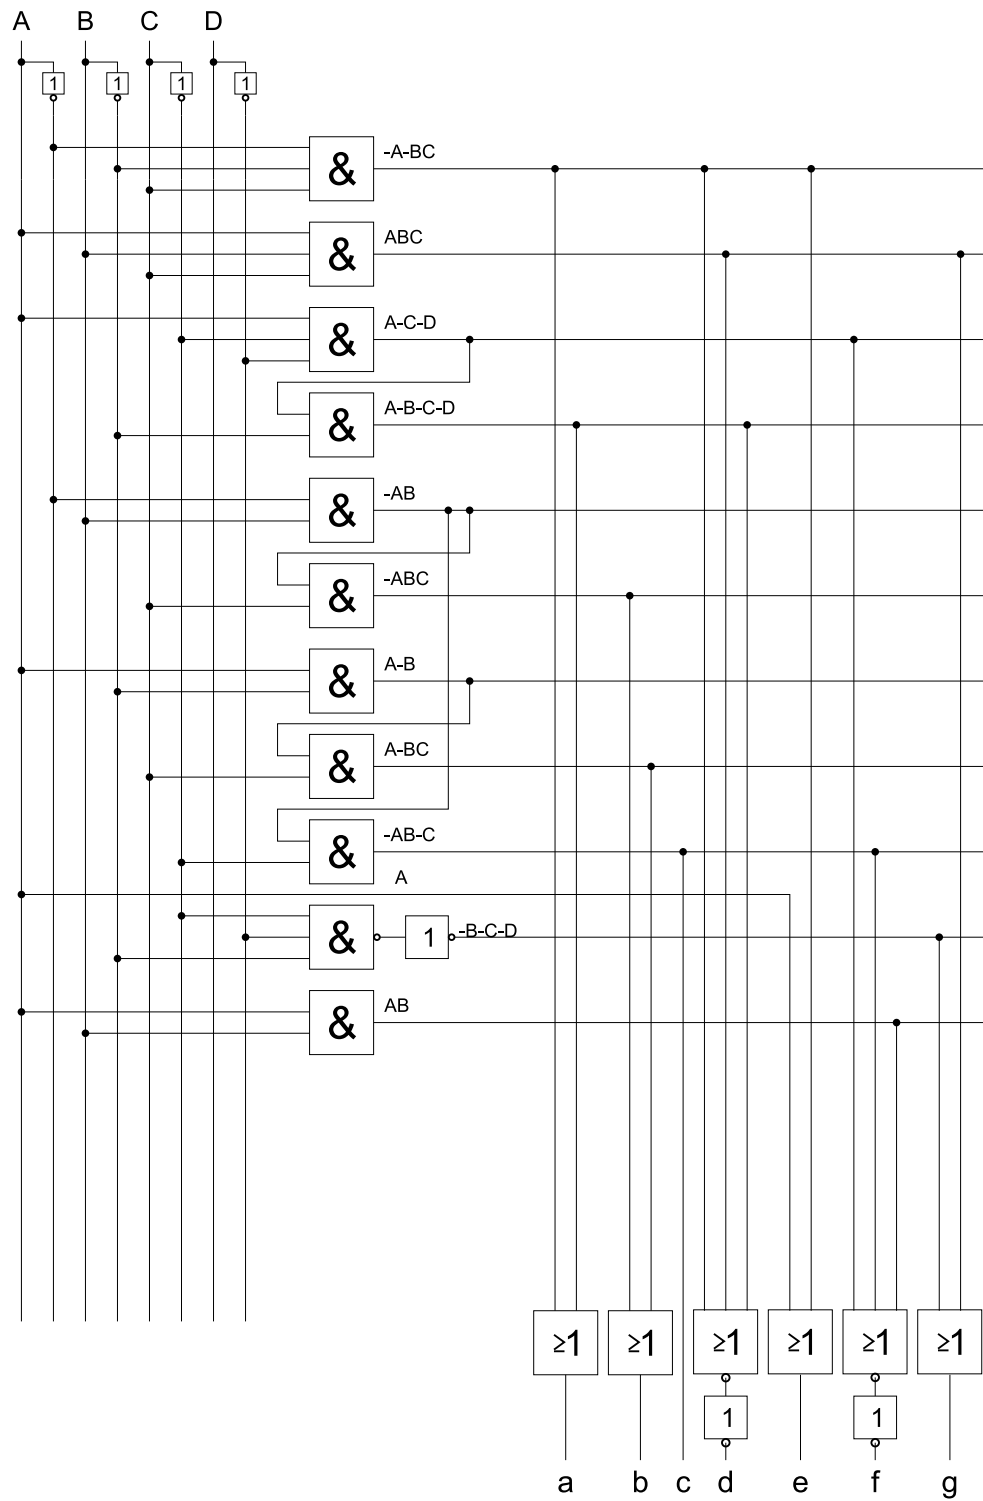 A B C D
1 1 1 1
& -A-BC
& ABC
& A-C-D
& A-B-C-D
& -AB
& -ABC
& A-B
& A-BC
& -AB-C
A
& 1 -B-C-D
& AB
≥1 ≥1 ≥1 ≥1 ≥1 ≥1
1 1
a b c d e f g